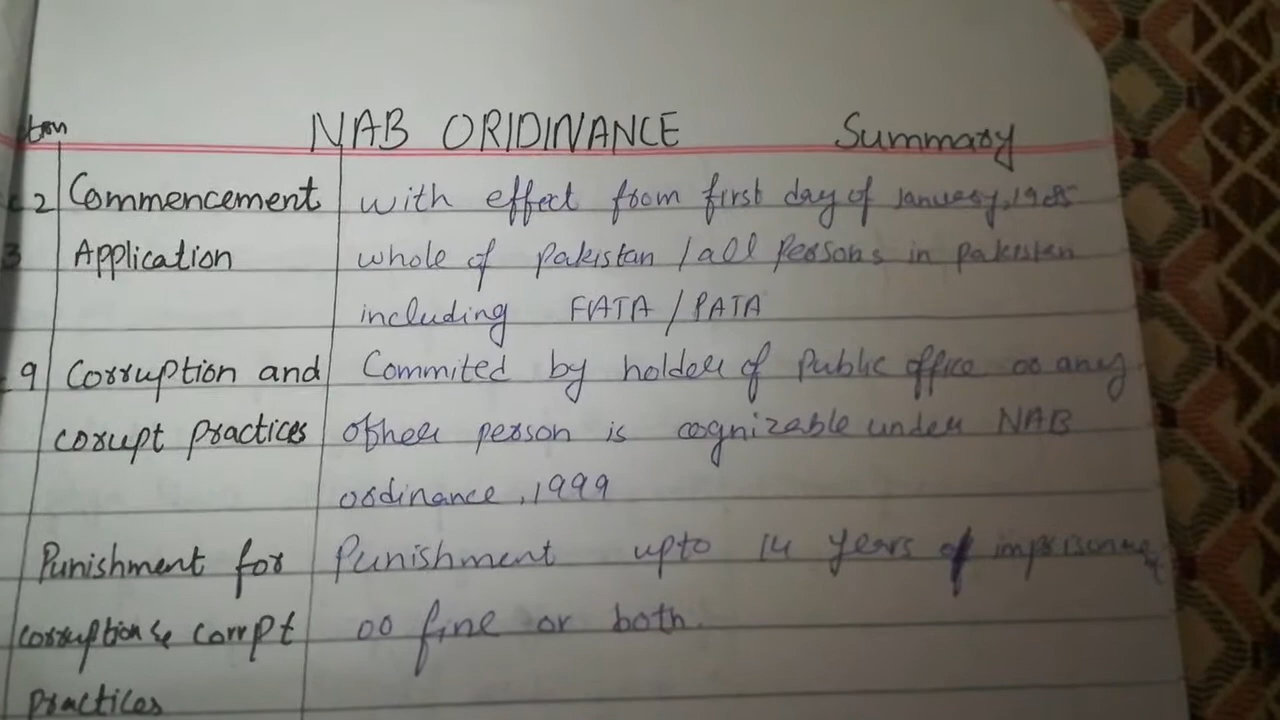 tion NAB ORIDINANCE Summary
2 Commencement with effect from first day of January, 1985
3 Application whole of pakistan / all Persons in pakistan
including FATA / PATA
9 Corruption and Commited by holder of Public office or any
corupt practices other person is cognizable under NAB
ordinance, 1999
Punishment for Punishment upto 14 years of imprisonment
corruption & corrpt or fine or both.
practices